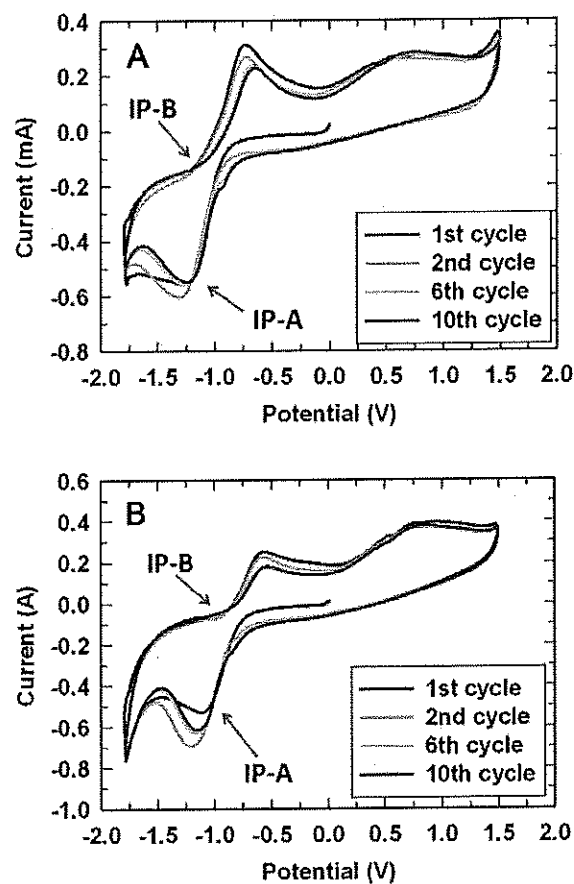 A
IP-B
IP-A
Current (mA)
0.4
0.2
0.0
-0.2
-0.4
-0.6
-0.8
1st cycle
2nd cycle
6th cycle
10th cycle
-2.0 -1.5 -1.0 -0.5 0.0 0.5 1.0 1.5 2.0
Potential (V)
B
IP-B
IP-A
Current (A)
0.6
0.4
0.2
0.0
-0.2
-0.4
-0.6
-0.8
-1.0
1st cycle
2nd cycle
6th cycle
10th cycle
-2.0 -1.5 -1.0 -0.5 0.0 0.5 1.0 1.5 2.0
Potential (V)